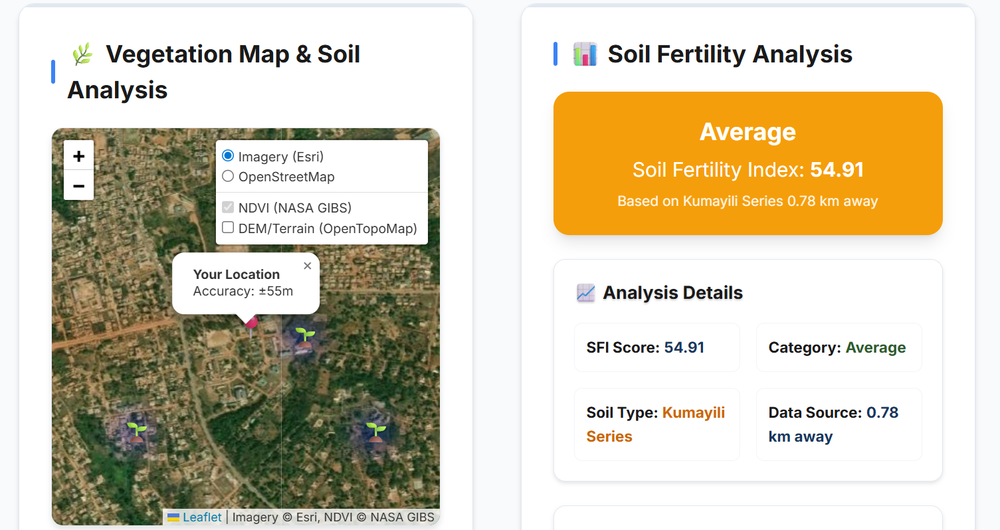 Vegetation Map & Soil
Analysis
+
−
Imagery (Esri)
OpenStreetMap
NDVI (NASA GIBS)
DEM/Terrain (OpenTopoMap)
Your Location
×
Accuracy: ±55m
Leaflet | Imagery © Esri, NDVI © NASA GIBS
Soil Fertility Analysis
Average
Soil Fertility Index: 54.91
Based on Kumayili Series 0.78 km away
Analysis Details
SFI Score: 54.91
Category: Average
Soil Type: Kumayili
Series
Data Source: 0.78
km away